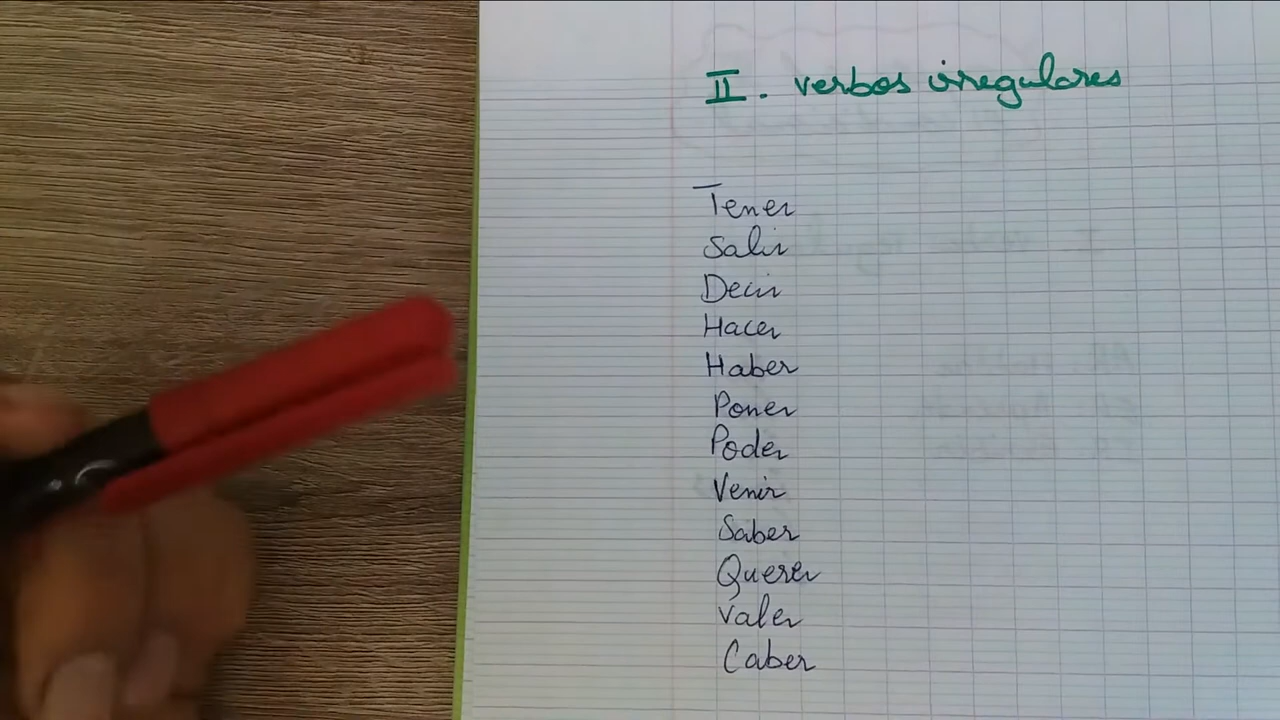 II. verbos irregulares
Tener
Salir
Decir
Hacer
Haber
Poner
Poder
Venir
Saber
Querer
Valer
Caber